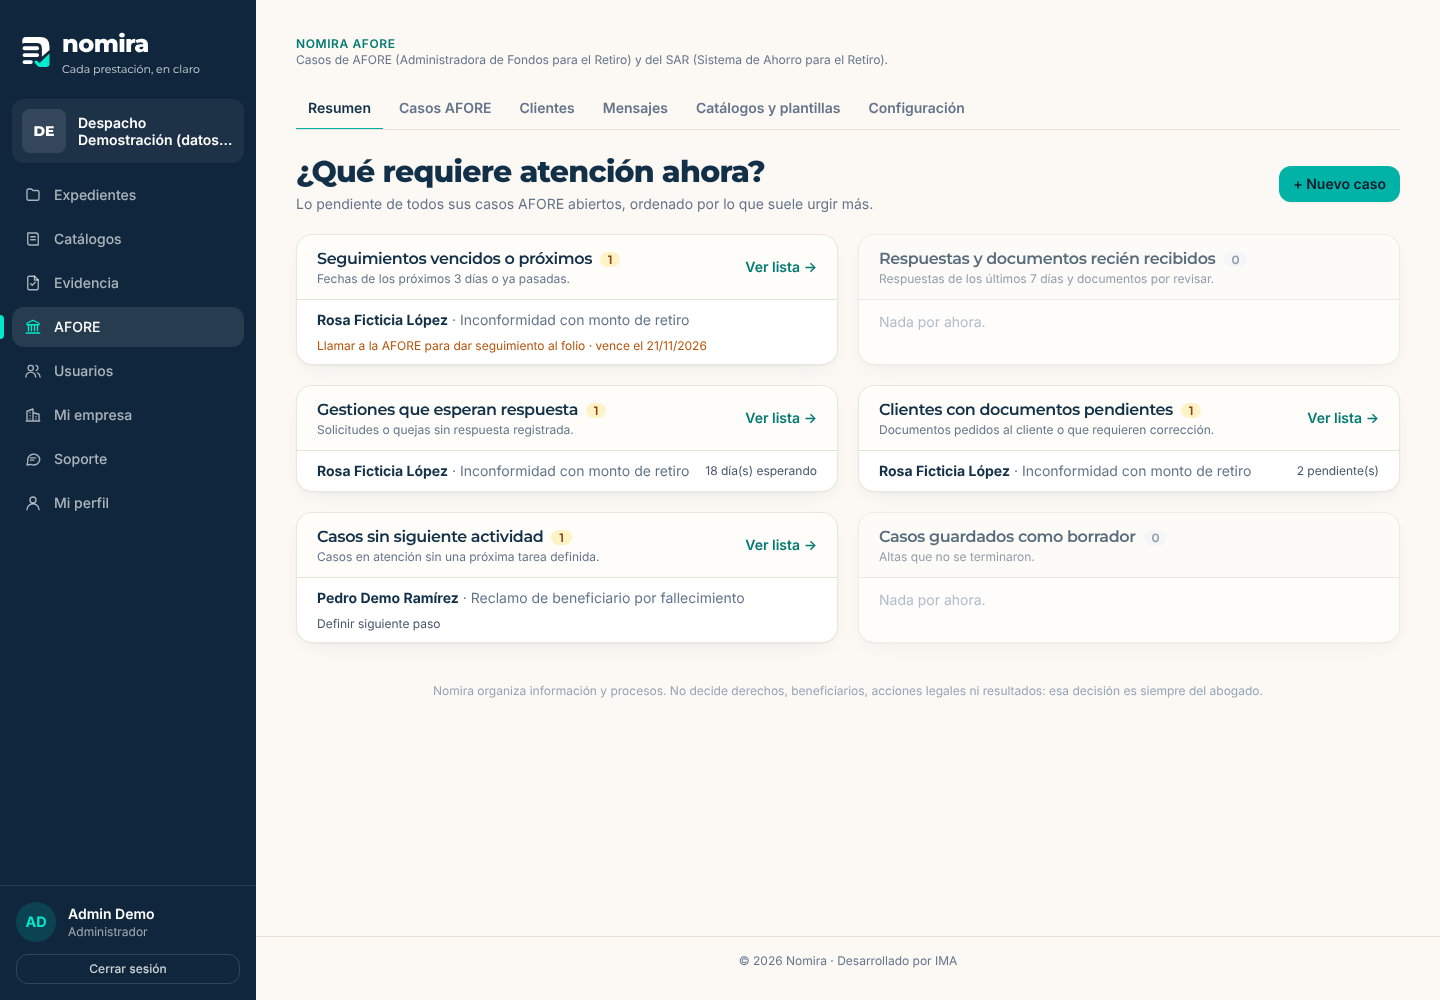 nomira
Cada prestación, en claro
DE
Despacho
Demostración (datos...
Expedientes
Catálogos
Evidencia
AFORE
Usuarios
Mi empresa
Soporte
Mi perfil
AD
Admin Demo
Administrador
Cerrar sesión
NOMIRA AFORE
Casos de AFORE (Administradora de Fondos para el Retiro) y del SAR (Sistema de Ahorro para el Retiro).
Resumen
Casos AFORE
Clientes
Mensajes
Catálogos y plantillas
Configuración
¿Qué requiere atención ahora?
Lo pendiente de todos sus casos AFORE abiertos, ordenado por lo que suele urgir más.
+ Nuevo caso
Seguimientos vencidos o próximos 1
Fechas de los próximos 3 días o ya pasadas.
Ver lista →
Rosa Ficticia López · Inconformidad con monto de retiro
Llamar a la AFORE para dar seguimiento al folio · vence el 21/11/2026
Respuestas y documentos recién recibidos 0
Respuestas de los últimos 7 días y documentos por revisar.
Nada por ahora.
Gestiones que esperan respuesta 1
Solicitudes o quejas sin respuesta registrada.
Ver lista →
Rosa Ficticia López · Inconformidad con monto de retiro 18 día(s) esperando
Clientes con documentos pendientes 1
Documentos pedidos al cliente o que requieren corrección.
Ver lista →
Rosa Ficticia López · Inconformidad con monto de retiro 2 pendiente(s)
Casos sin siguiente actividad 1
Casos en atención sin una próxima tarea definida.
Ver lista →
Pedro Demo Ramírez · Reclamo de beneficiario por fallecimiento
Definir siguiente paso
Casos guardados como borrador 0
Altas que no se terminaron.
Nada por ahora.
Nomira organiza información y procesos. No decide derechos, beneficiarios, acciones legales ni resultados: esa decisión es siempre del abogado.
© 2026 Nomira · Desarrollado por IMA